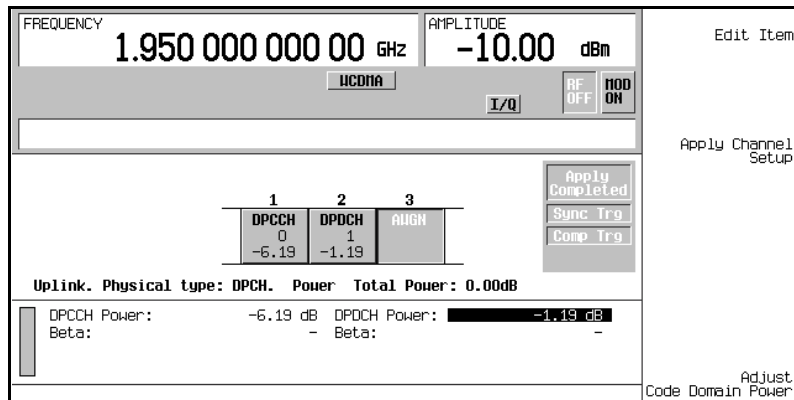 FREQUENCY
1.950 000 000 00 GHz
AMPLITUDE
-10.00 dBm
Edit Item
WCDMA
I/Q
RF OFF
MOD ON
Apply Channel Setup
1 2 3
DPCCH DPDCH AWGN
0 1
-6.19 -1.19
Apply Completed
Sync Trg
Comp Trg
Uplink. Physical type: DPCH. Power Total Power: 0.00dB
DPCCH Power: -6.19 dB DPDCH Power: -1.19 dB
Beta: - Beta: -
Adjust
Code Domain Power